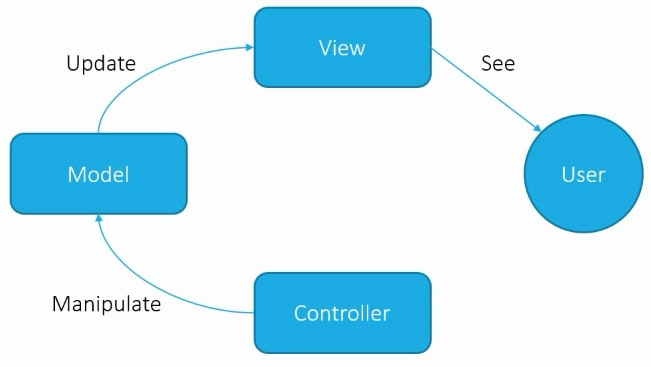 View
Update
See
Model
User
Manipulate
Controller